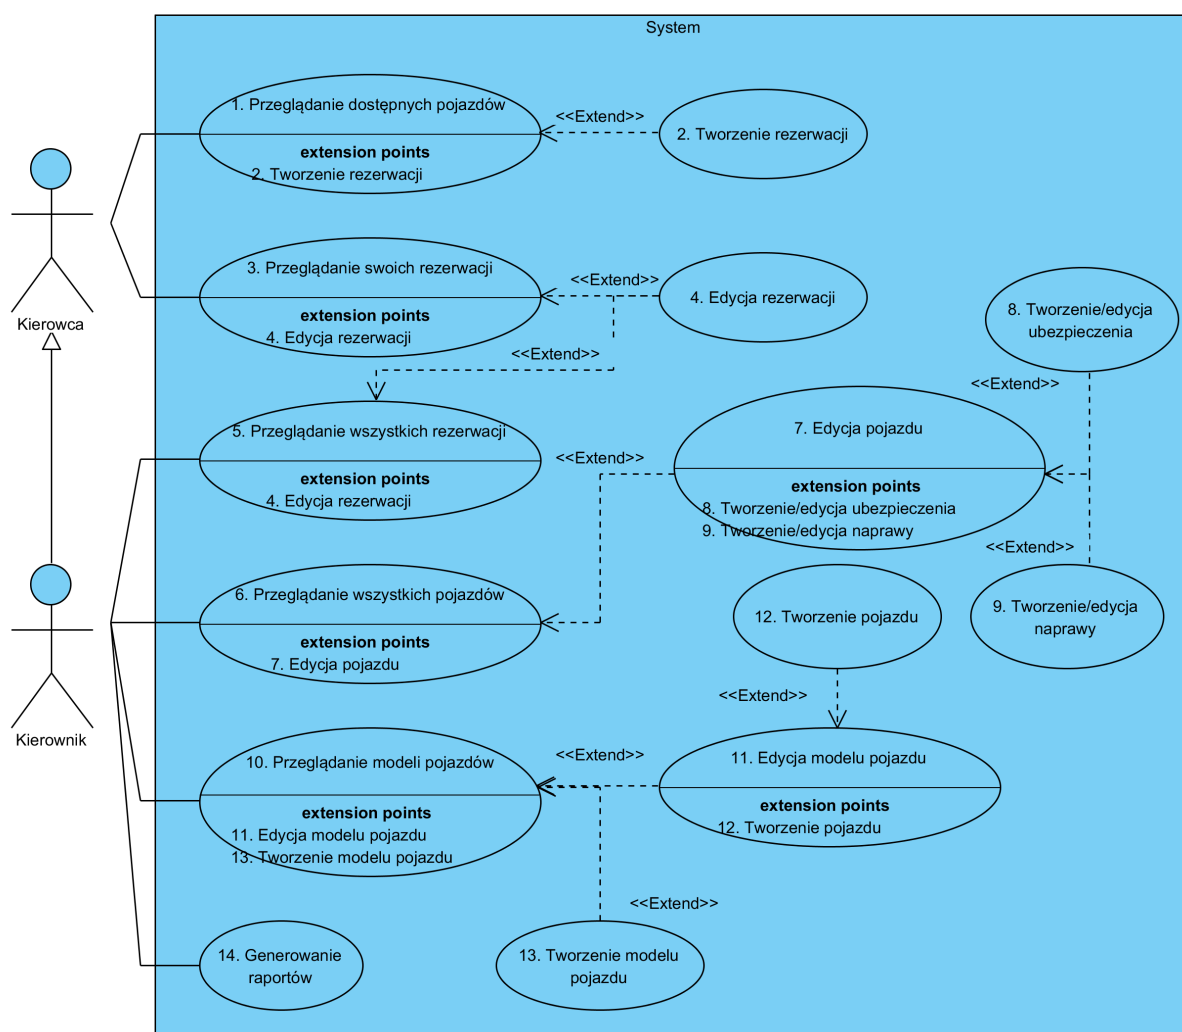 System
1. Przeglądanie dostępnych pojazdów
extension points
2. Tworzenie rezerwacji
<<Extend>>
2. Tworzenie rezerwacji
Kierowca
3. Przeglądanie swoich rezerwacji
extension points
4. Edycja rezerwacji
<<Extend>>
4. Edycja rezerwacji
<<Extend>>
8. Tworzenie/edycja
ubezpieczenia
<<Extend>>
5. Przeglądanie wszystkich rezerwacji
extension points
4. Edycja rezerwacji
<<Extend>>
7. Edycja pojazdu
extension points
8. Tworzenie/edycja ubezpieczenia
9. Tworzenie/edycja naprawy
<<Extend>>
9. Tworzenie/edycja
naprawy
Kierownik
6. Przeglądanie wszystkich pojazdów
extension points
7. Edycja pojazdu
12. Tworzenie pojazdu
<<Extend>>
10. Przeglądanie modeli pojazdów
extension points
11. Edycja modelu pojazdu
13. Tworzenie modelu pojazdu
<<Extend>>
11. Edycja modelu pojazdu
extension points
12. Tworzenie pojazdu
<<Extend>>
14. Generowanie
raportów
13. Tworzenie modelu
pojazdu